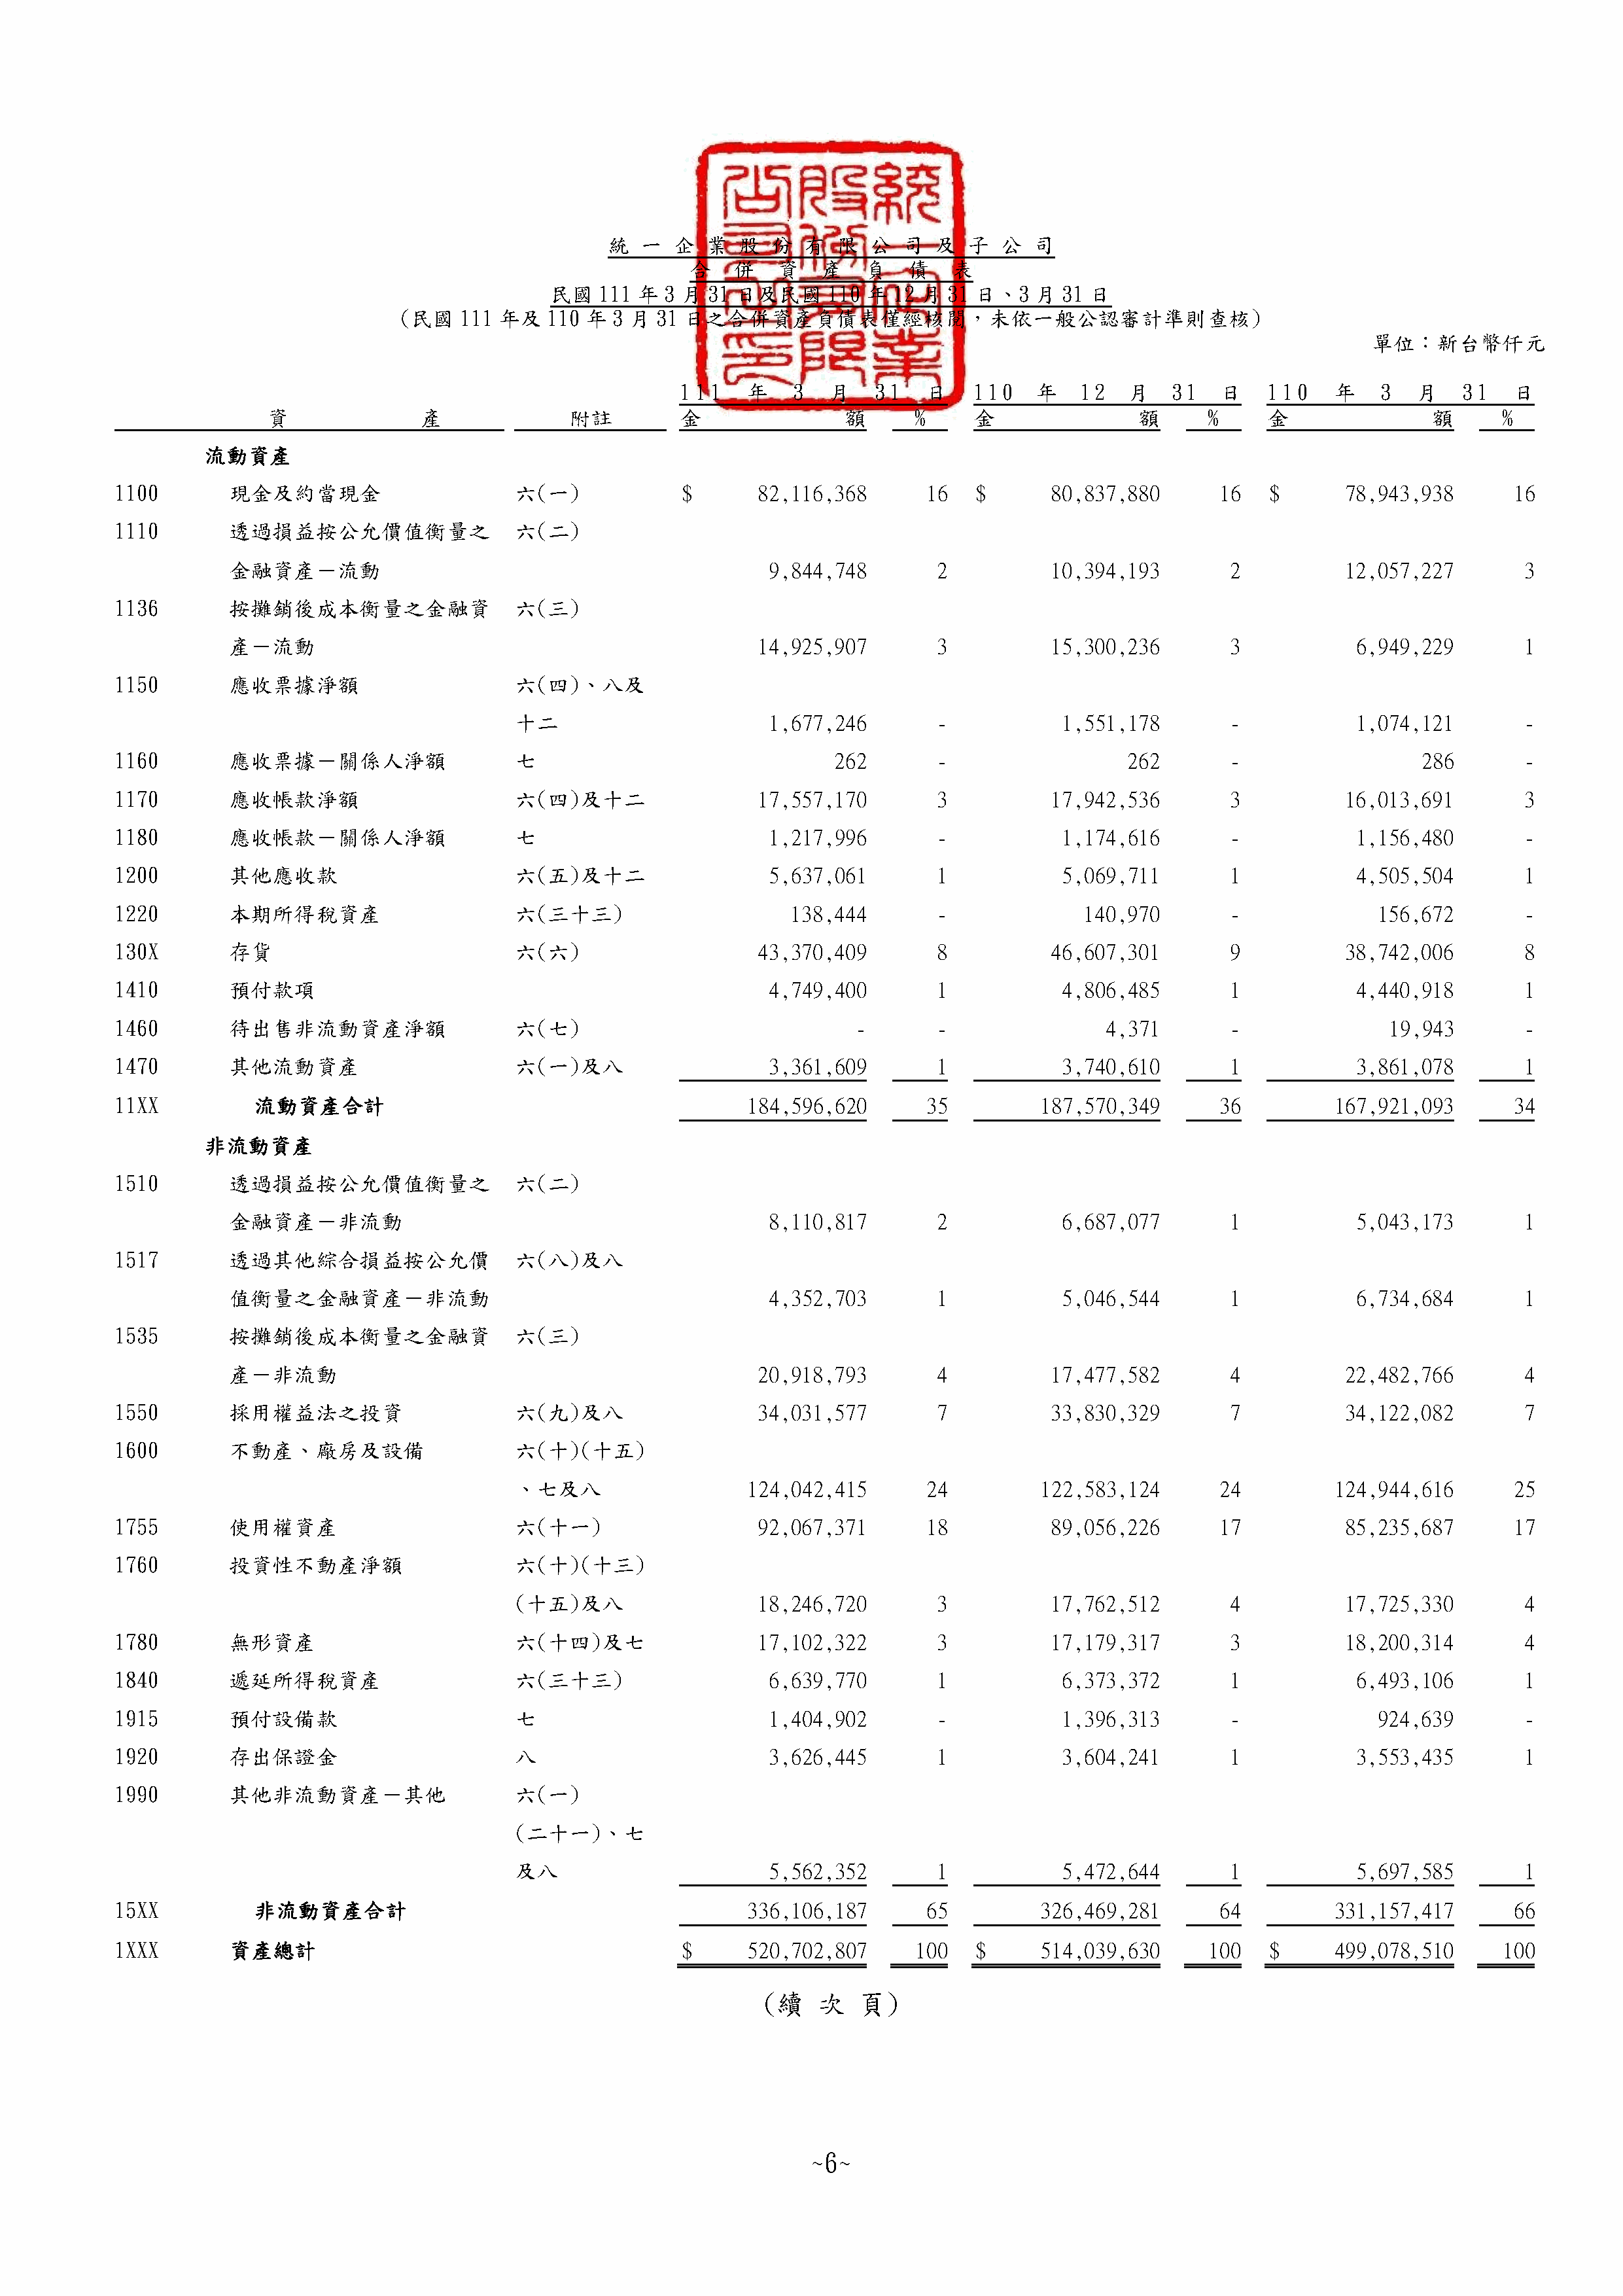 統一企業股份有限公司及子公司
合併資產負債表
民國111年3月31日及民國110年12月31日、3月31日
(民國111年及110年3月31日之合併資產負債表僅經核閱，未依一般公認審計準則查核)
單位：新台幣仟元
111年3月31日 110年12月31日 110年3月31日
資產 附註 金額 % 金額 % 金額 %
流動資產
1100 現金及約當現金 六(一) $ 82,116,368 16 $ 80,837,880 16 $ 78,943,938 16
1110 透過損益按公允價值衡量之 六(二)
金融資產－流動 9,844,748 2 10,394,193 2 12,057,227 3
1136 按攤銷後成本衡量之金融資 六(三)
產－流動 14,925,907 3 15,300,236 3 6,949,229 1
1150 應收票據淨額 六(四)、八及
十二 1,677,246 - 1,551,178 - 1,074,121 -
1160 應收票據－關係人淨額 七 262 - 262 - 286 -
1170 應收帳款淨額 六(四)及十二 17,557,170 3 17,942,536 3 16,013,691 3
1180 應收帳款－關係人淨額 七 1,217,996 - 1,174,616 - 1,156,480 -
1200 其他應收款 六(五)及十二 5,637,061 1 5,069,711 1 4,505,504 1
1220 本期所得稅資產 六(三十三) 138,444 - 140,970 - 156,672 -
130X 存貨 六(六) 43,370,409 8 46,607,301 9 38,742,006 8
1410 預付款項 4,749,400 1 4,806,485 1 4,440,918 1
1460 待出售非流動資產淨額 六(七) - - 4,371 - 19,943 -
1470 其他流動資產 六(一)及八 3,361,609 1 3,740,610 1 3,861,078 1
11XX 流動資產合計 184,596,620 35 187,570,349 36 167,921,093 34
非流動資產
1510 透過損益按公允價值衡量之 六(二)
金融資產－非流動 8,110,817 2 6,687,077 1 5,043,173 1
1517 透過其他綜合損益按公允價 六(八)及八
值衡量之金融資產－非流動 4,352,703 1 5,046,544 1 6,734,684 1
1535 按攤銷後成本衡量之金融資 六(三)
產－非流動 20,918,793 4 17,477,582 4 22,482,766 4
1550 採用權益法之投資 六(九)及八 34,031,577 7 33,830,329 7 34,122,082 7
1600 不動產、廠房及設備 六(十)(十五)
、七及八 124,042,415 24 122,583,124 24 124,944,616 25
1755 使用權資產 六(十一) 92,067,371 18 89,056,226 17 85,235,687 17
1760 投資性不動產淨額 六(十)(十三)
(十五)及八 18,246,720 3 17,762,512 4 17,725,330 4
1780 無形資產 六(十四)及七 17,102,322 3 17,179,317 3 18,200,314 4
1840 遞延所得稅資產 六(三十三) 6,639,770 1 6,373,372 1 6,493,106 1
1915 預付設備款 七 1,404,902 - 1,396,313 - 924,639 -
1920 存出保證金 八 3,626,445 1 3,604,241 1 3,553,435 1
1990 其他非流動資產－其他 六(一)
(二十一)、七
及八 5,562,352 1 5,472,644 1 5,697,585 1
15XX 非流動資產合計 336,106,187 65 326,469,281 64 331,157,417 66
1XXX 資產總計 $ 520,702,807 100 $ 514,039,630 100 $ 499,078,510 100
(續次頁)
~6~